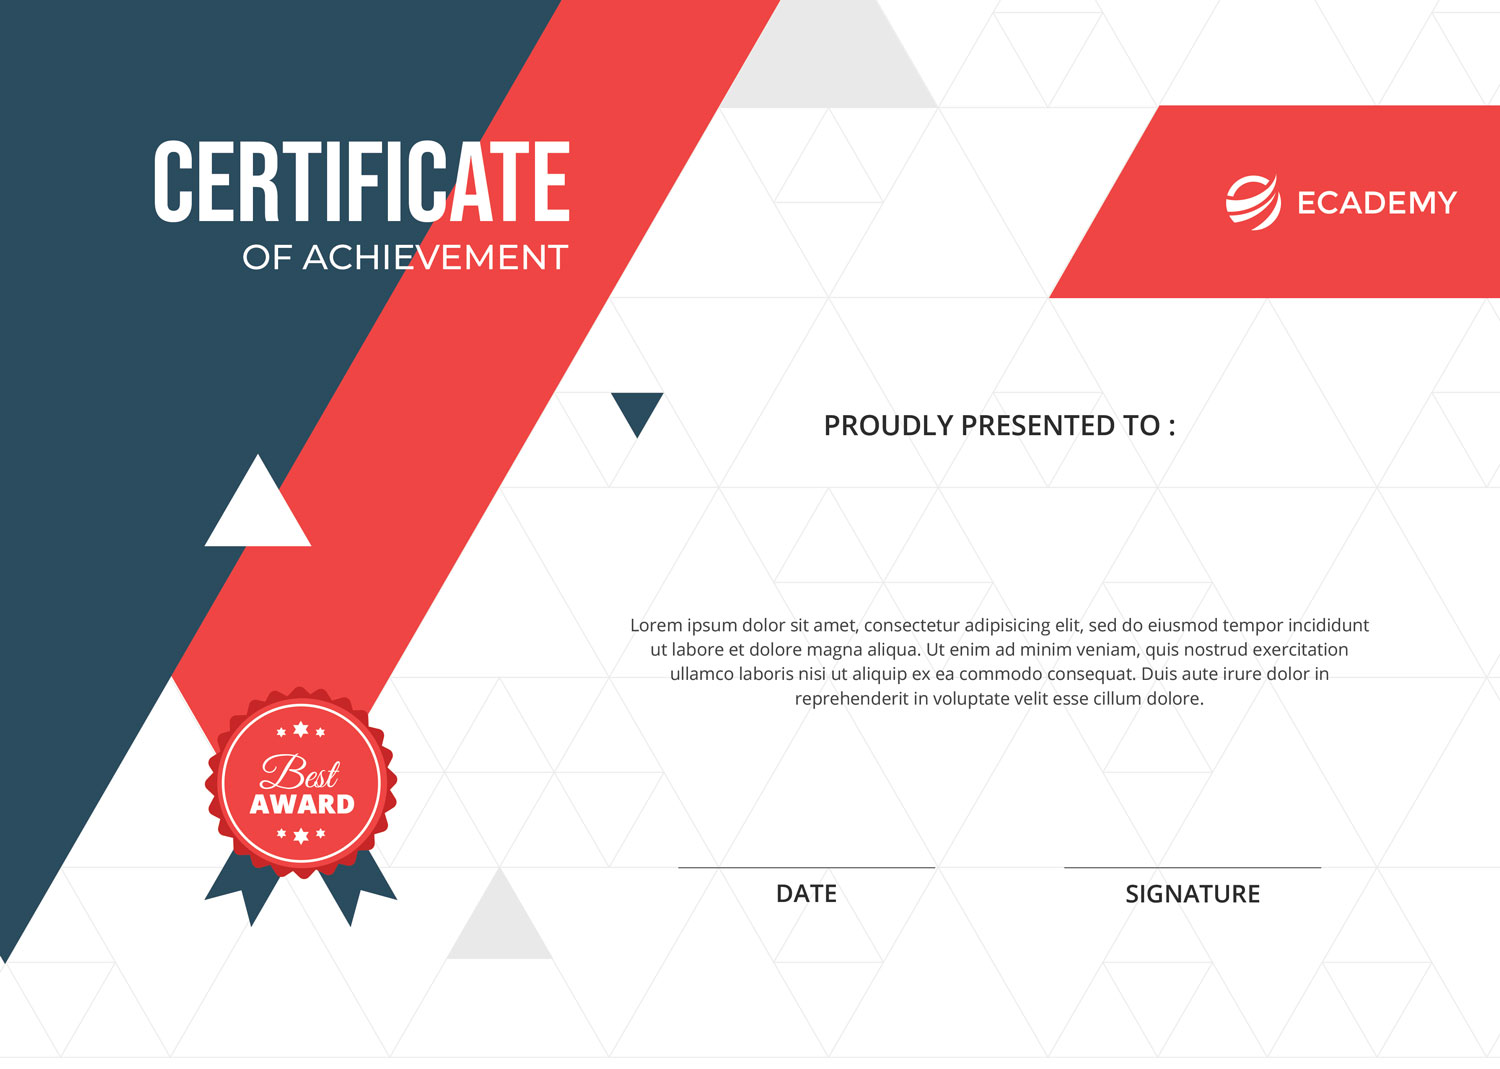 CERTIFICATE
OF ACHIEVEMENT
ECADEMY
PROUDLY PRESENTED TO :
Lorem ipsum dolor sit amet, consectetur adipisicing elit, sed do eiusmod tempor incididunt
ut labore et dolore magna aliqua. Ut enim ad minim veniam, quis nostrud exercitation
ullamco laboris nisi ut aliquip ex ea commodo consequat. Duis aute irure dolor in
reprehenderit in voluptate velit esse cillum dolore.
Best
AWARD
DATE
SIGNATURE